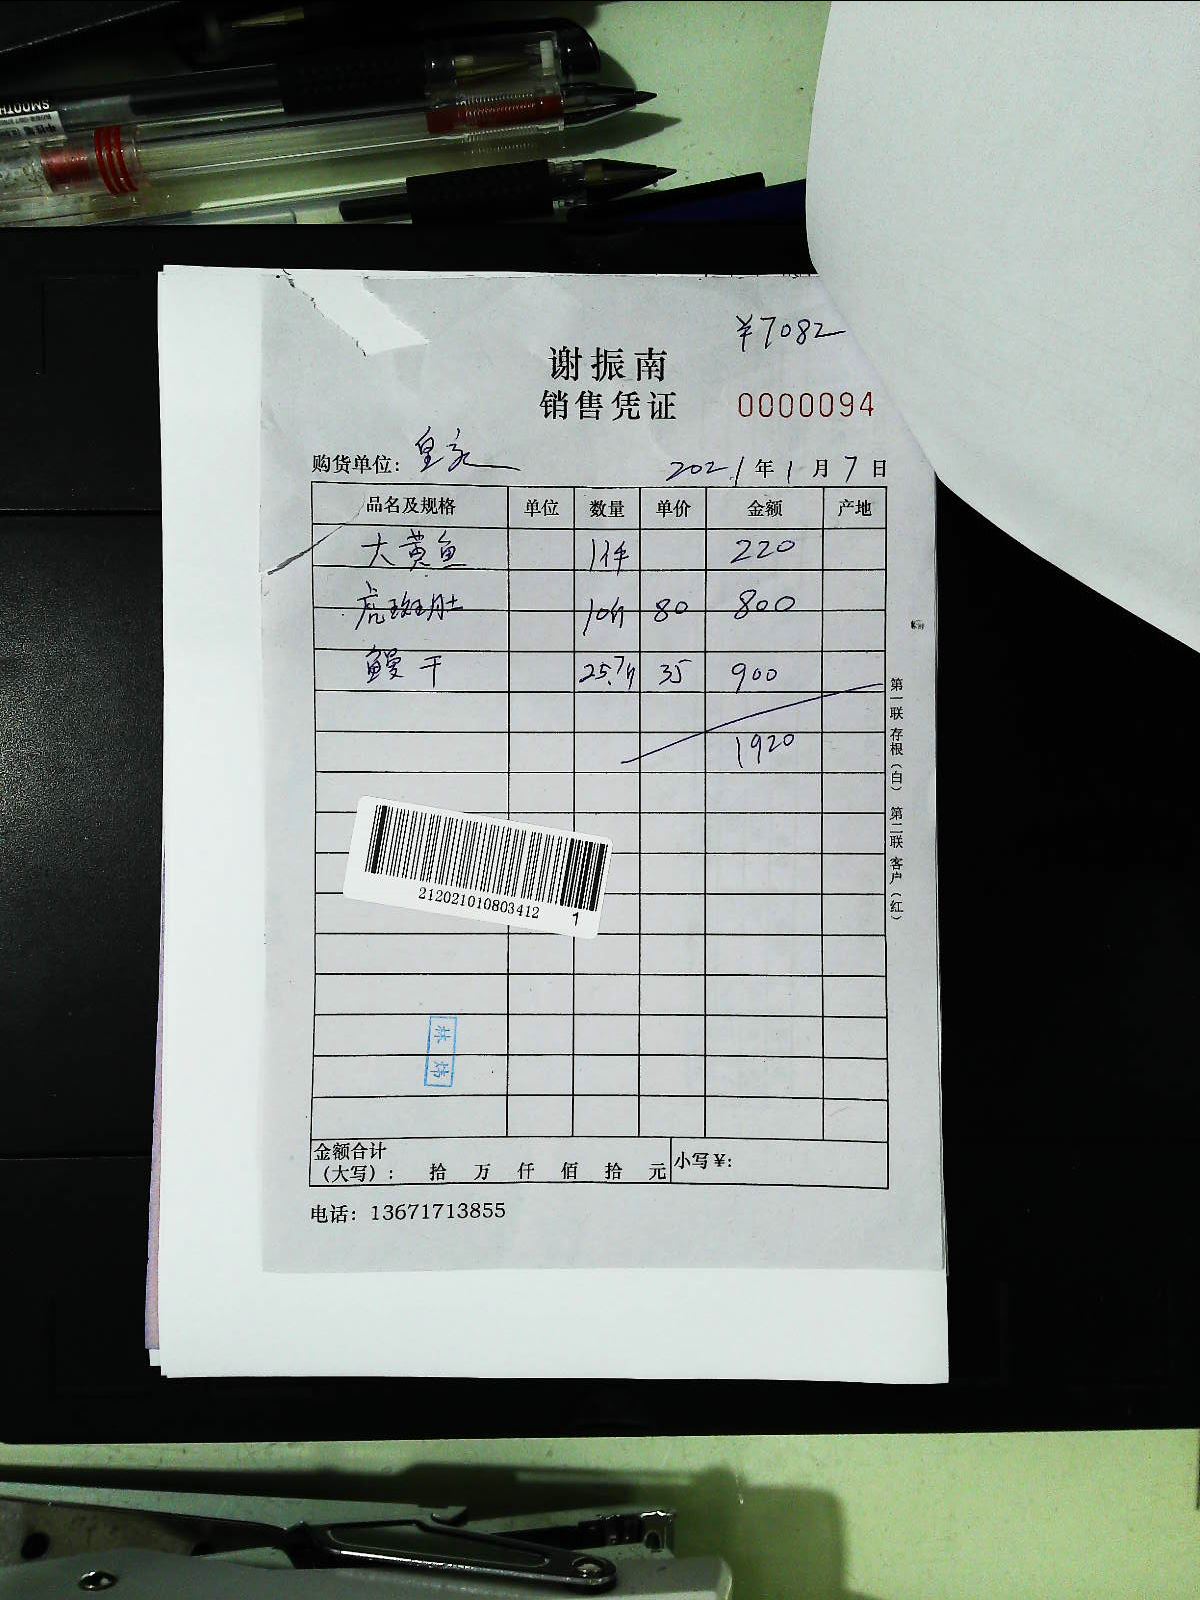 SMOOTH
¥7082
谢振南
销售凭证 0000094
购货单位：皇家 2021年1月7日
品名及规格 单位 数量 单价 金额 产地
大黄鱼 1件 220
虎斑肚 10斤 80 800
鳗干 25.7斤 35 900
1920
212021010803412 1
金额合计
（大写）： 拾 万 仟 佰 拾 元 小写¥：
电话：13671713855
第一联 存根（白） 第二联 客户（红）